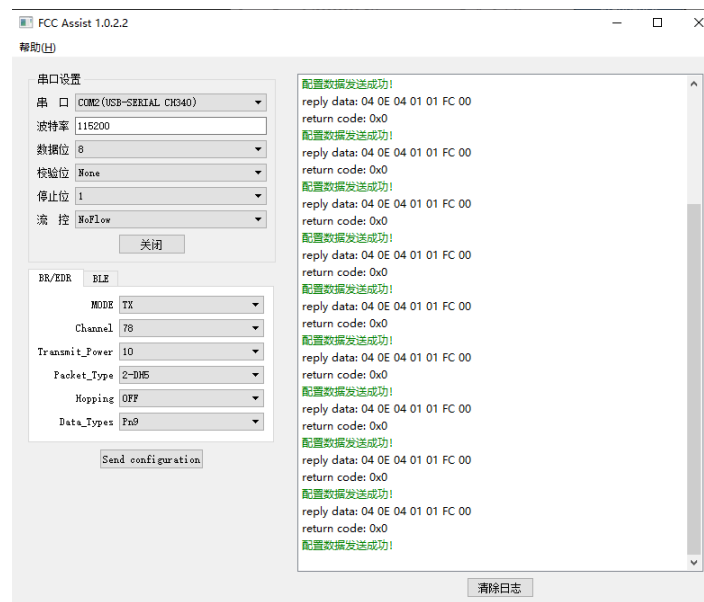 FCC Assist 1.0.2.2
帮助(H)
串口设置
串 口 COM2(USB-SERIAL CH340)
波特率 115200
数据位 8
校验位 None
停止位 1
流 控 NoFlow
关闭
BR/EDR BLE
MODE TX
Channel 78
Transmit_Power 10
Packet_Type 2-DH5
Hopping OFF
Data_Types Pn9
Send configuration
配置数据发送成功!
reply data: 04 0E 04 01 01 FC 00
return code: 0x0
配置数据发送成功!
reply data: 04 0E 04 01 01 FC 00
return code: 0x0
配置数据发送成功!
reply data: 04 0E 04 01 01 FC 00
return code: 0x0
配置数据发送成功!
reply data: 04 0E 04 01 01 FC 00
return code: 0x0
配置数据发送成功!
reply data: 04 0E 04 01 01 FC 00
return code: 0x0
配置数据发送成功!
reply data: 04 0E 04 01 01 FC 00
return code: 0x0
配置数据发送成功!
reply data: 04 0E 04 01 01 FC 00
return code: 0x0
配置数据发送成功!
reply data: 04 0E 04 01 01 FC 00
return code: 0x0
配置数据发送成功!
reply data: 04 0E 04 01 01 FC 00
return code: 0x0
配置数据发送成功!
清除日志